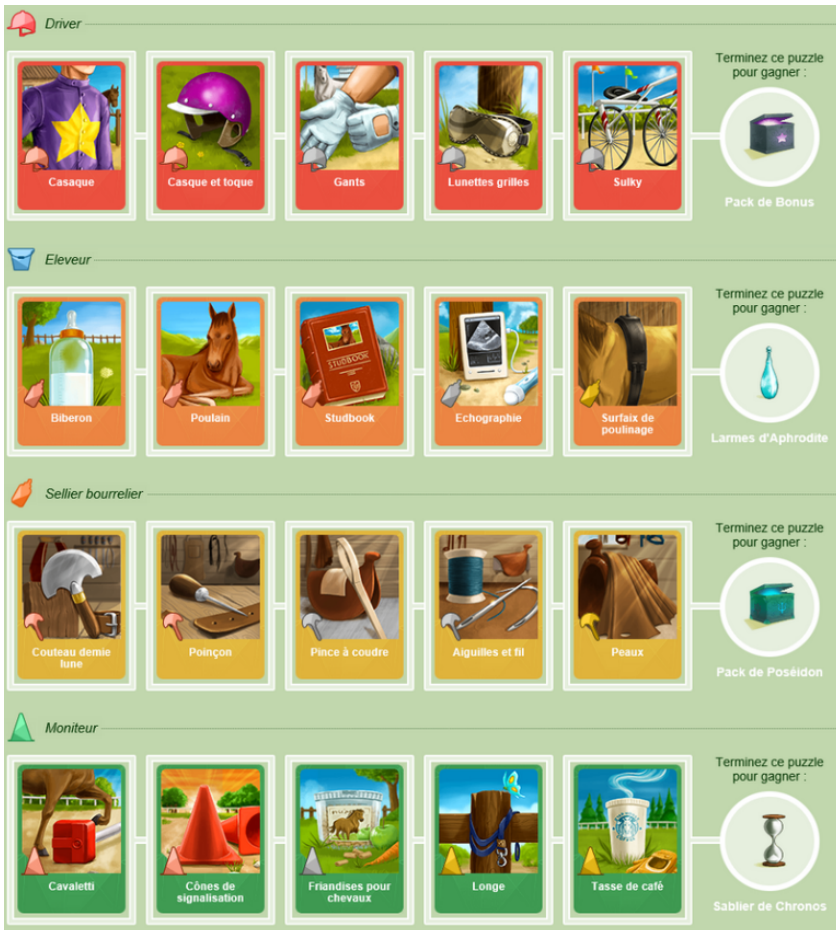 Driver
Terminez ce puzzle
pour gagner :
Casaque
Casque et toque
Gants
Lunettes grilles
Sulky
Pack de Bonus
Eleveur
Terminez ce puzzle
pour gagner :
STUDBOOK
Biberon
Poulain
Studbook
Echographie
Surfaix de
poulinage
Larmes d'Aphrodite
Sellier bourrelier
Terminez ce puzzle
pour gagner :
Couteau demie
lune
Poinçon
Pince à coudre
Aiguilles et fil
Peaux
Pack de Poséidon
Moniteur
Terminez ce puzzle
pour gagner :
Cavaletti
Cônes de
signalisation
Friandises pour
chevaux
Longe
Tasse de café
Sablier de Chronos